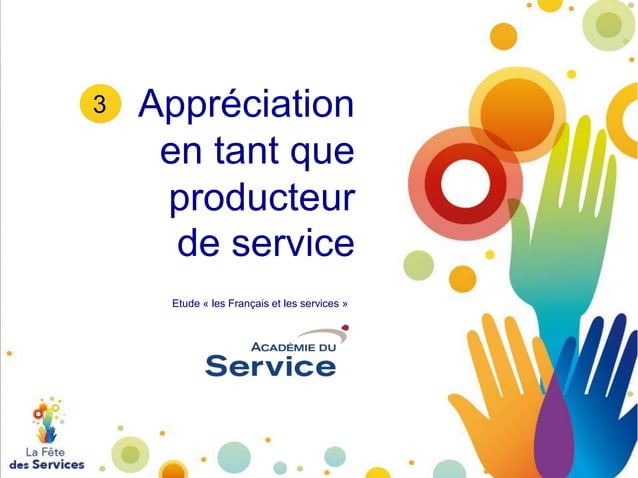 3
Appréciation
en tant que
producteur
de service
Etude « les Français et les services »
ACADÉMIE DU
Service
La Fête
des Services